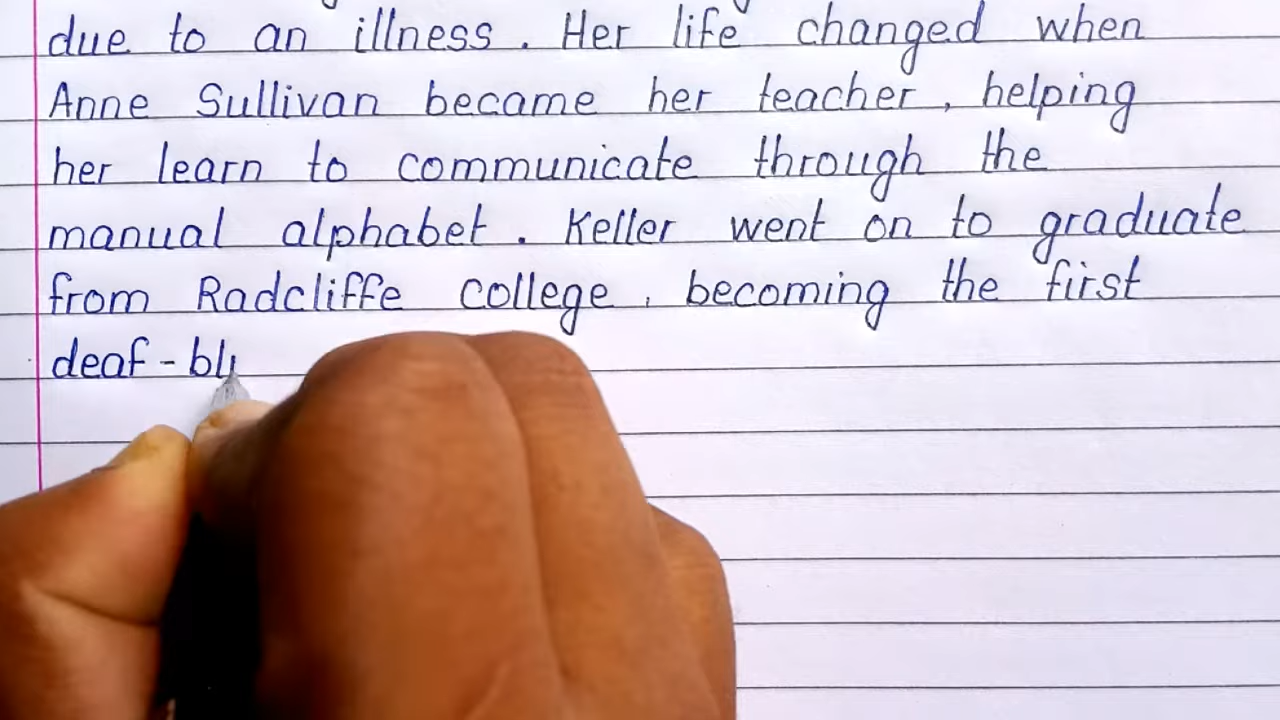 due to an illness. Her life changed when
Anne Sullivan became her teacher, helping
her learn to communicate through the
manual alphabet. Keller went on to graduate
from Radcliffe college, becoming the first
deaf-bl